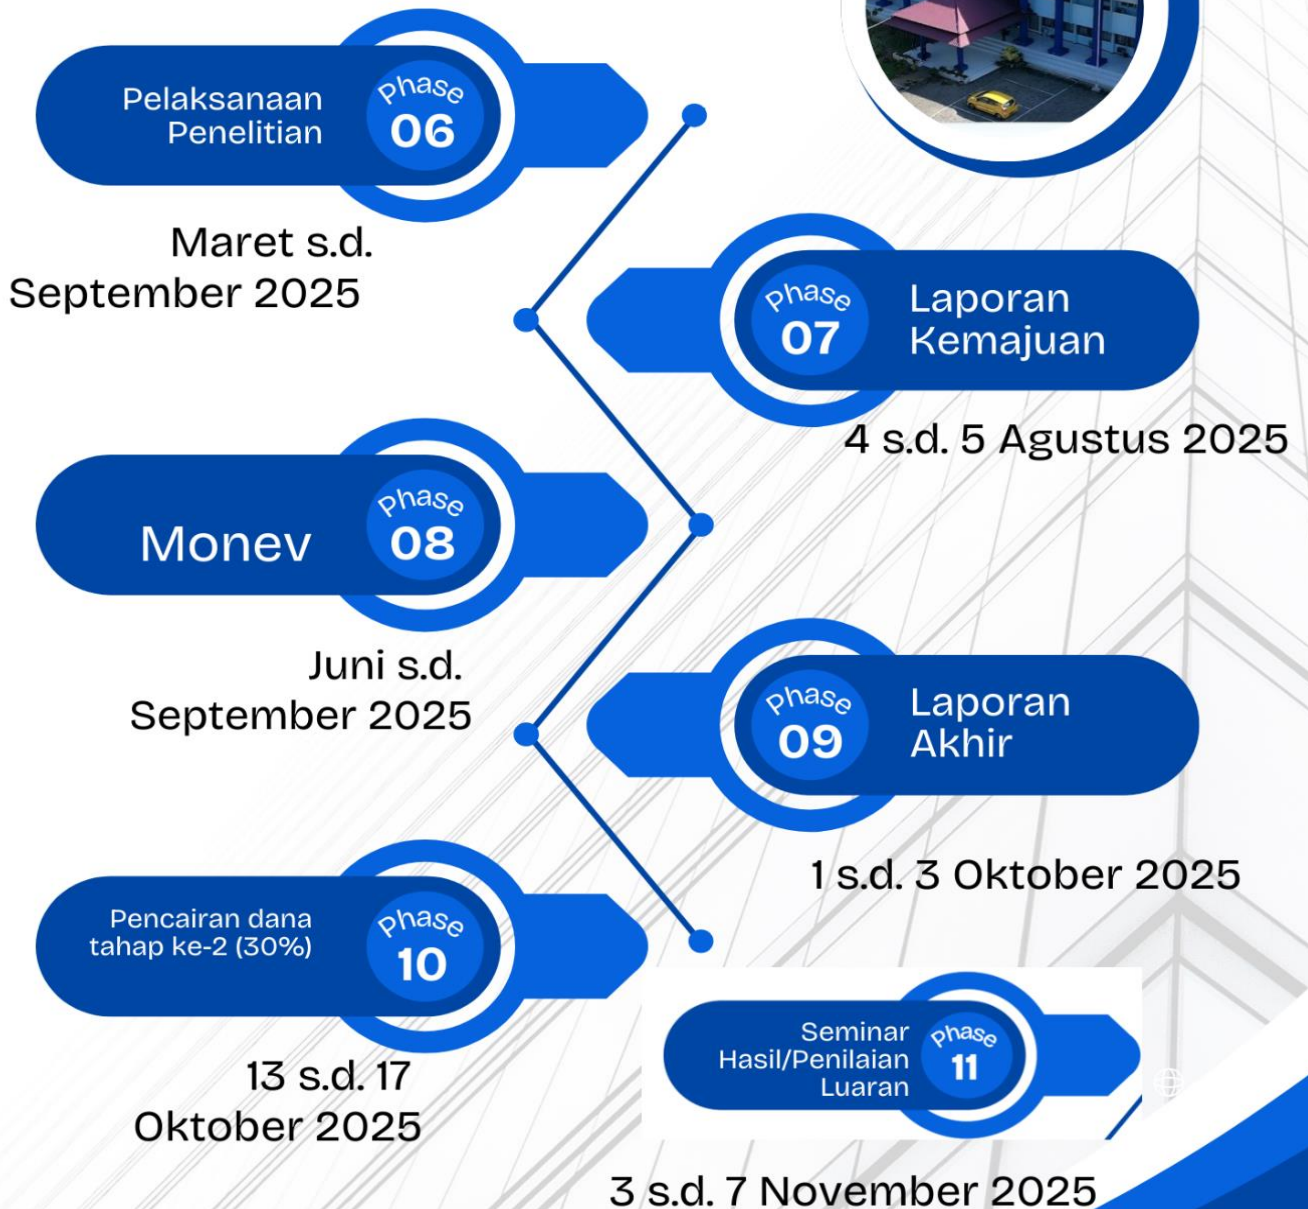 Pelaksanaan
Penelitian
Phase
06
Maret s.d.
September 2025
Phase
07
Laporan
Kemajuan
4 s.d. 5 Agustus 2025
Monev
Phase
08
Juni s.d.
September 2025
Phase
09
Laporan
Akhir
1 s.d. 3 Oktober 2025
Pencairan dana
tahap ke-2 (30%)
Phase
10
13 s.d. 17
Oktober 2025
Seminar
Hasil/Penilaian
Luaran
Phase
11
3 s.d. 7 November 2025